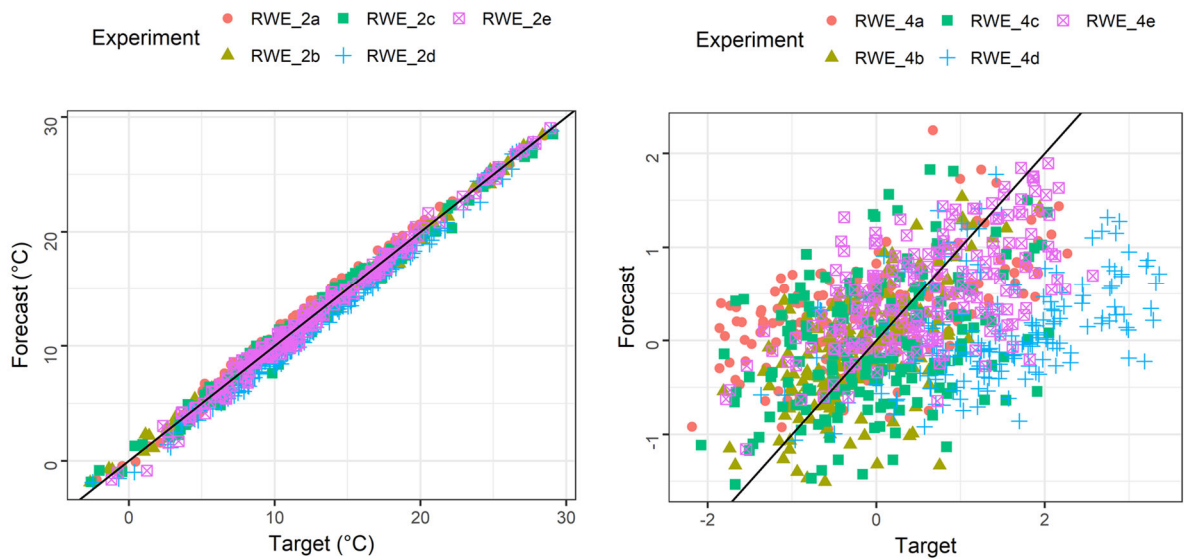 Experiment
RWE_2a RWE_2c RWE_2e
RWE_2b RWE_2d
Forecast (°C)
30
20
10
0
0 10 20 30
Target (°C)
Experiment
RWE_4a RWE_4c RWE_4e
RWE_4b RWE_4d
Forecast
2
1
0
-1
-2 0 2
Target